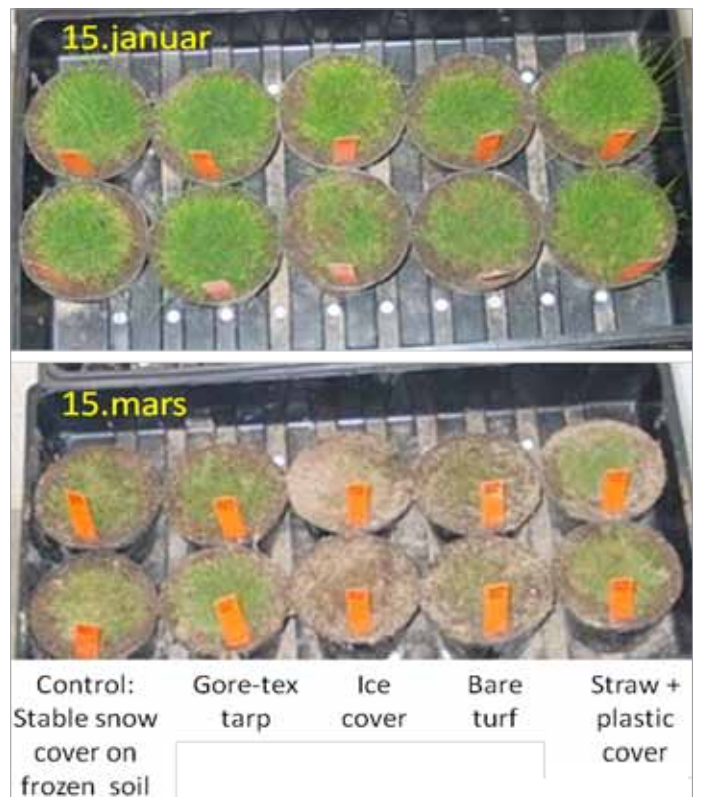 15.januar
15.mars
Control:
Stable snow
cover on
frozen soil
Gore-tex
tarp
Ice
cover
Bare
turf
Straw +
plastic
cover